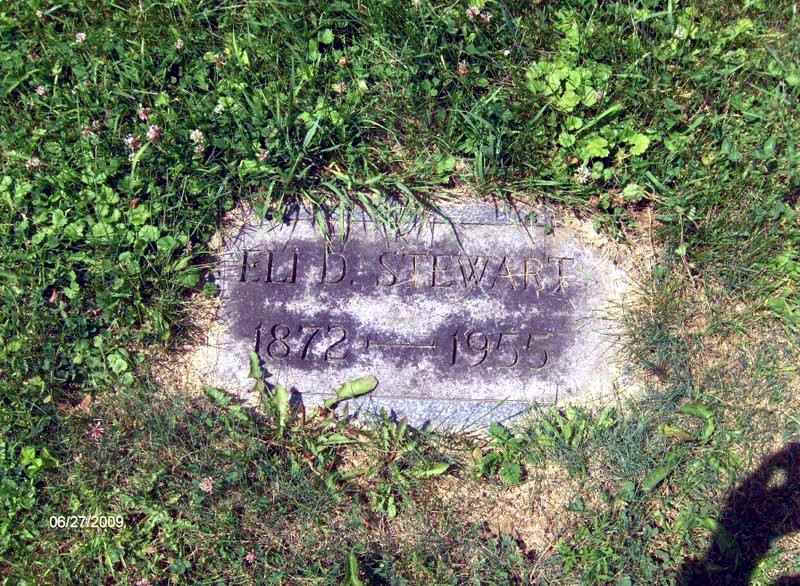 ELI D. STEWART
1872 — 1955
06/27/2009